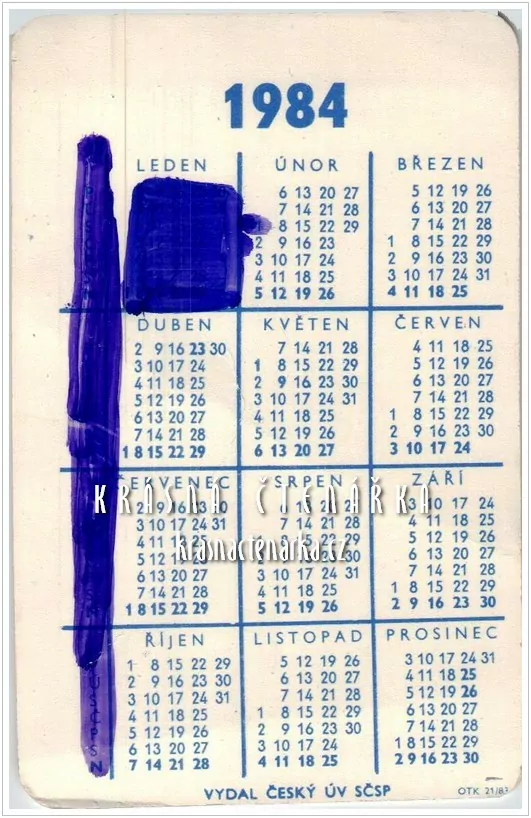 1984
LEDEN ÚNOR BŘEZEN
6 13 20 27 5 12 19 26
7 14 21 28 6 13 20 27
8 15 22 29 7 14 21 28
2 9 16 23 1 8 15 22 29
3 10 17 24 2 9 16 23 30
4 11 18 25 3 10 17 24 31
5 12 19 26 4 11 18 25
DUBEN KVĚTEN ČERVEN
2 9 16 23 30 7 14 21 28 4 11 18 25
3 10 17 24 1 8 15 22 29 5 12 19 26
4 11 18 25 2 9 16 23 30 6 13 20 27
5 12 19 26 3 10 17 24 31 7 14 21 28
6 13 20 27 4 11 18 25 1 8 15 22 29
7 14 21 28 5 12 19 26 2 9 16 23 30
1 8 15 22 29 6 13 20 27 3 10 17 24
ČERVENEC SRPEN ZÁŘÍ
KRÁSNÁ ČTENÁŘKA
9 16 23 30 3 10 17 24
3 10 17 24 31 7 14 21 28 4 11 18 25
4 11 18 25 5 12 19 26
krasnactenarka.cz
5 12 19 26 6 13 20 27
6 13 20 27 3 10 17 24 31 7 14 21 28
7 14 21 28 4 11 18 25 1 8 15 22 29
1 8 15 22 29 5 12 19 26 2 9 16 23 30
ŘÍJEN LISTOPAD PROSINEC
1 8 15 22 29 5 12 19 26 3 10 17 24 31
2 9 16 23 30 6 13 20 27 4 11 18 25
3 10 17 24 31 7 14 21 28 5 12 19 26
4 11 18 25 1 8 15 22 29 6 13 20 27
5 12 19 26 2 9 16 23 30 7 14 21 28
6 13 20 27 3 10 17 24 1 8 15 22 29
7 14 21 28 4 11 18 25 2 9 16 23 30
VYDAL ČESKÝ ÚV SČSP OTK 21/83